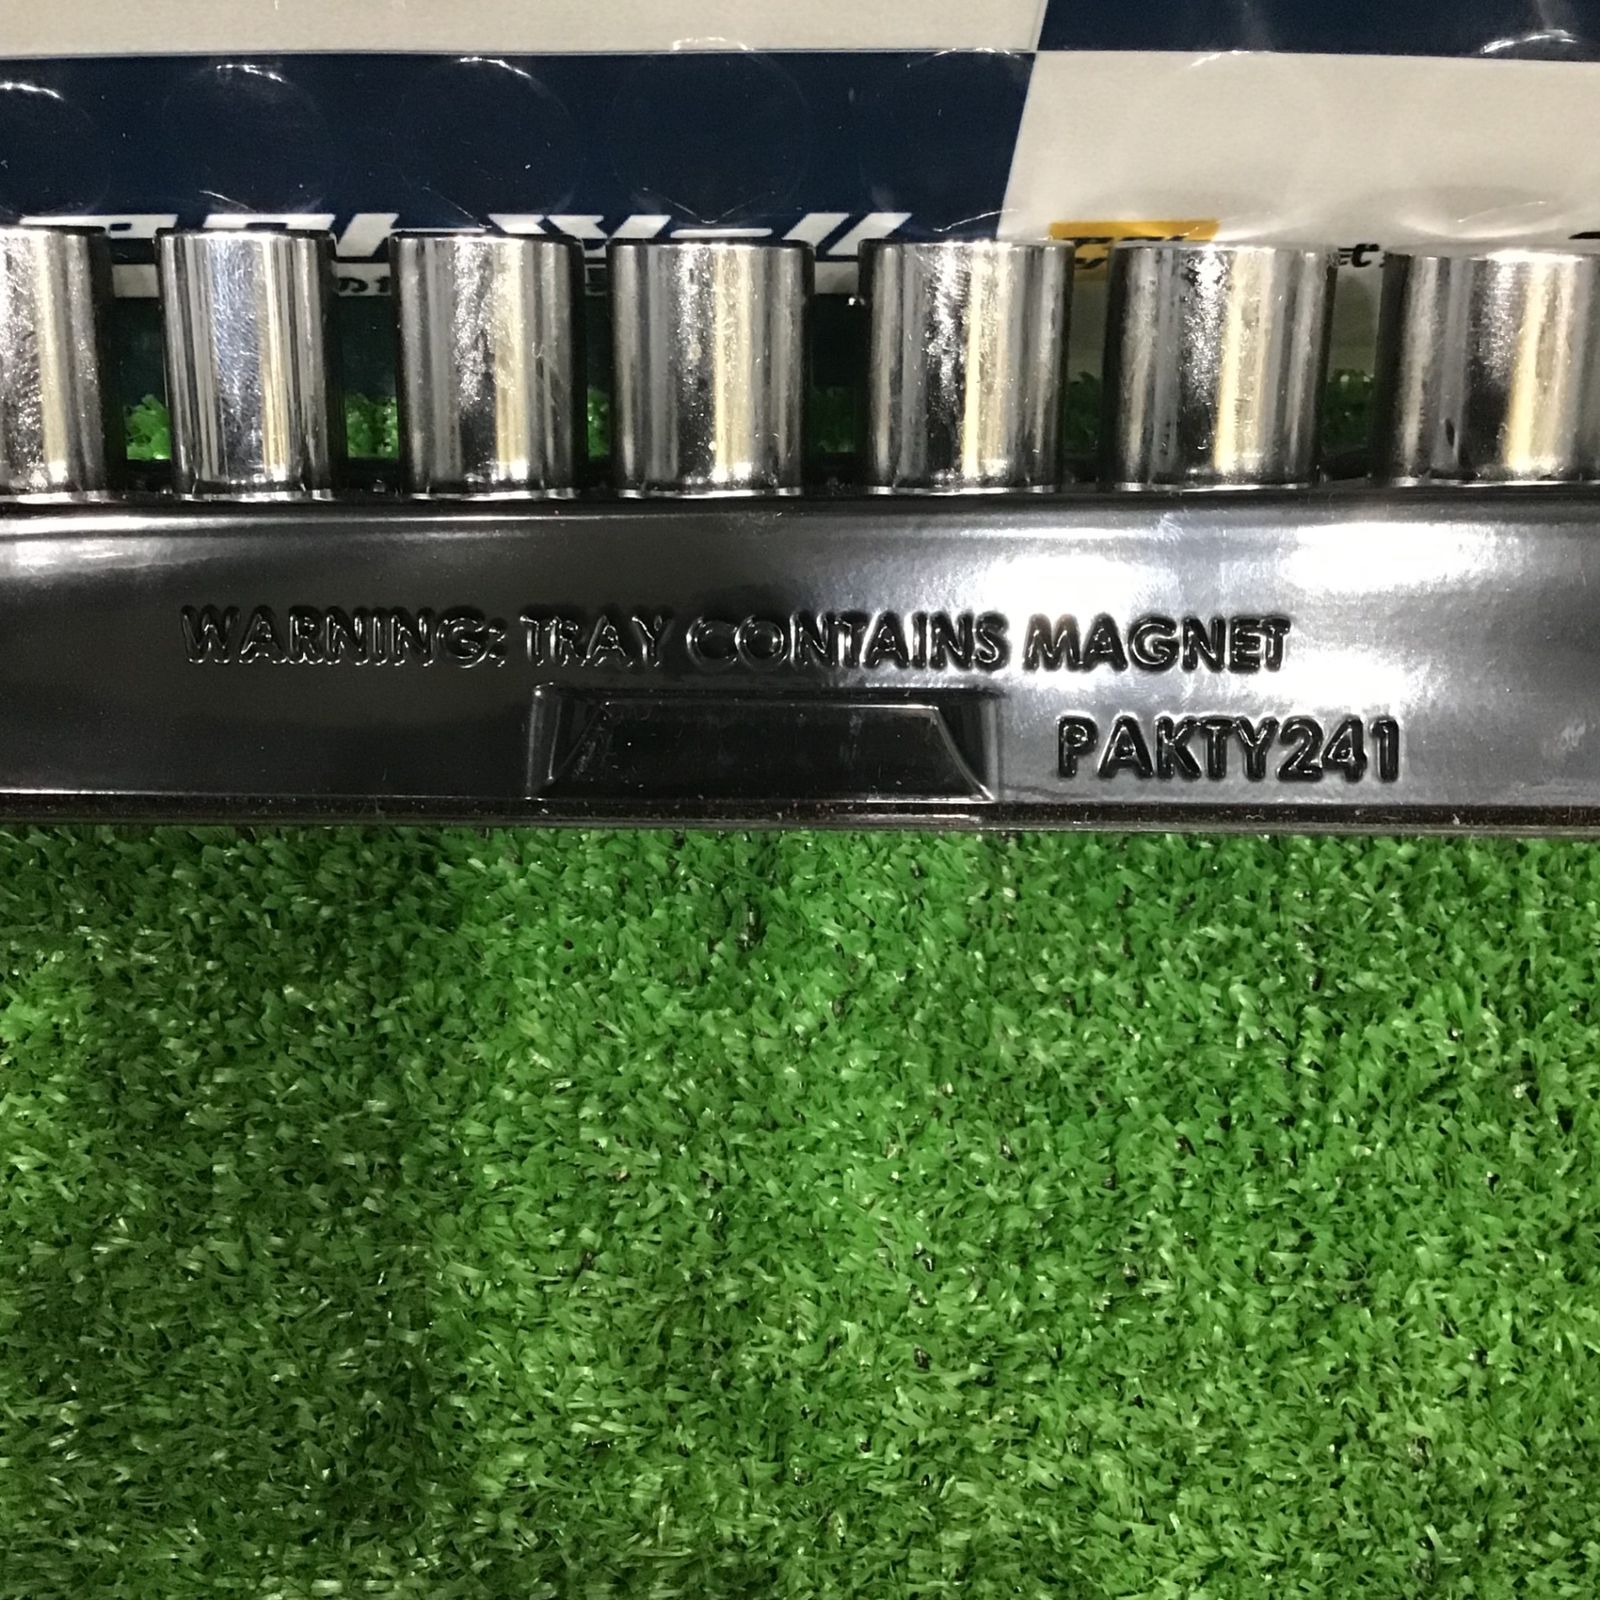 WARNING: TRAY CONTAINS MAGNET
PAKTY241